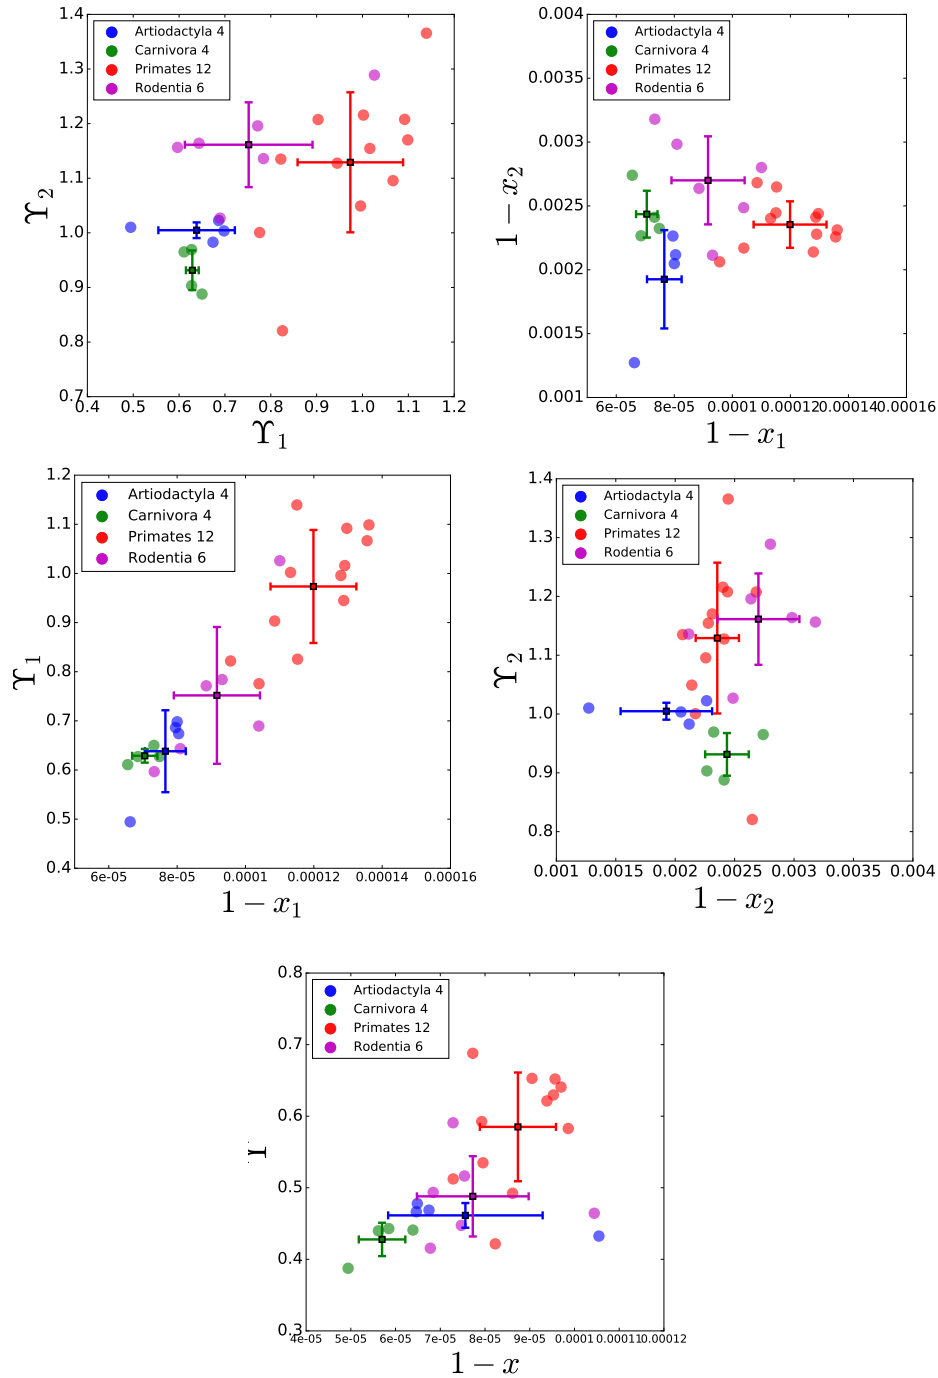 1.4
1.3
1.2
1.1
1.0
0.9
0.8
0.7
0.4 0.5 0.6 0.7 0.8 0.9 1.0 1.1 1.2
ϒ₂
ϒ₁
Artiodactyla 4
Carnivora 4
Primates 12
Rodentia 6
0.004
0.0035
0.003
0.0025
0.002
0.0015
0.001
6e-05 8e-05 0.0001 0.00012 0.00014 0.00016
1 − x₂
1 − x₁
Artiodactyla 4
Carnivora 4
Primates 12
Rodentia 6
1.2
1.1
1.0
0.9
0.8
0.7
0.6
0.5
0.4
6e-05 8e-05 0.0001 0.00012 0.00014 0.00016
ϒ₁
1 − x₁
Artiodactyla 4
Carnivora 4
Primates 12
Rodentia 6
1.4
1.3
1.2
1.1
1.0
0.9
0.8
0.001 0.0015 0.002 0.0025 0.003 0.0035 0.004
ϒ₂
1 − x₂
Artiodactyla 4
Carnivora 4
Primates 12
Rodentia 6
0.8
0.7
0.6
0.5
0.4
0.3
4e-05 5e-05 6e-05 7e-05 8e-05 9e-05 0.0001 0.00011 0.00012
ϒ
1 − x
Artiodactyla 4
Carnivora 4
Primates 12
Rodentia 6